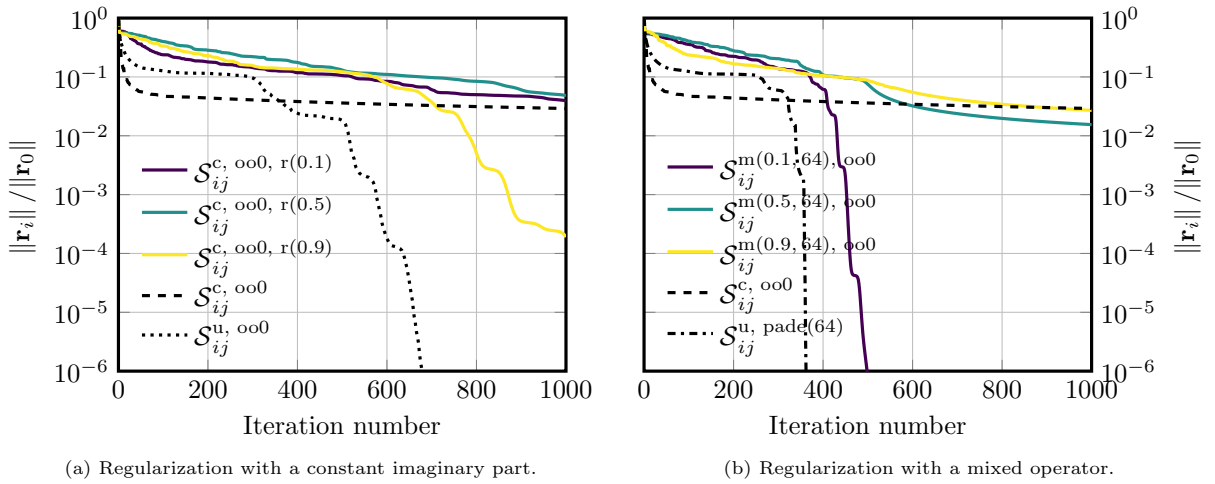 10^0
10^−1
10^−2
10^−3
10^−4
10^−5
10^−6
‖r_i‖ / ‖r_0‖
S_ij^{c, oo0, r(0.1)}
S_ij^{c, oo0, r(0.5)}
S_ij^{c, oo0, r(0.9)}
S_ij^{c, oo0}
S_ij^{u, oo0}
0 200 400 600 800 1000
Iteration number
(a) Regularization with a constant imaginary part.
S_ij^{m(0.1, 64), oo0}
S_ij^{m(0.5, 64), oo0}
S_ij^{m(0.9, 64), oo0}
S_ij^{c, oo0}
S_ij^{u, pade(64)}
0 200 400 600 800 1000
Iteration number
10^0
10^−1
10^−2
10^−3
10^−4
10^−5
10^−6
‖r_i‖ / ‖r_0‖
(b) Regularization with a mixed operator.